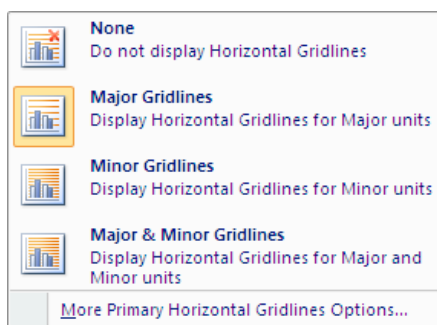 None
Do not display Horizontal Gridlines
Major Gridlines
Display Horizontal Gridlines for Major units
Minor Gridlines
Display Horizontal Gridlines for Minor units
Major & Minor Gridlines
Display Horizontal Gridlines for Major and
Minor units
More Primary Horizontal Gridlines Options...